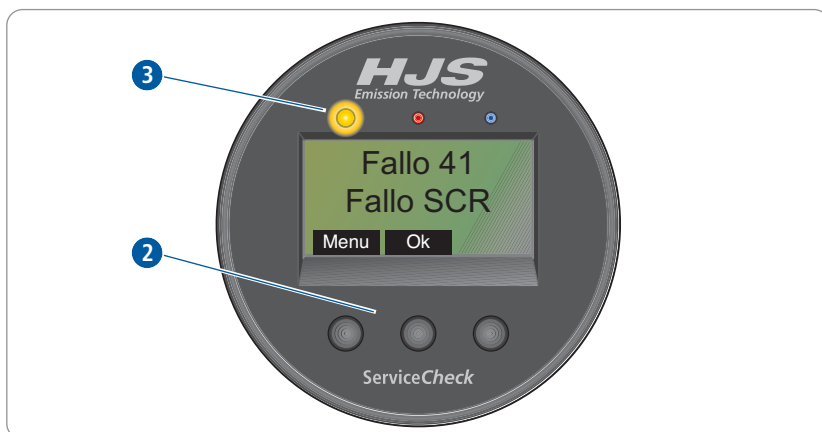 3
HJS
Emission Technology
Fallo 41
Fallo SCR
Menu Ok
2
ServiceCheck